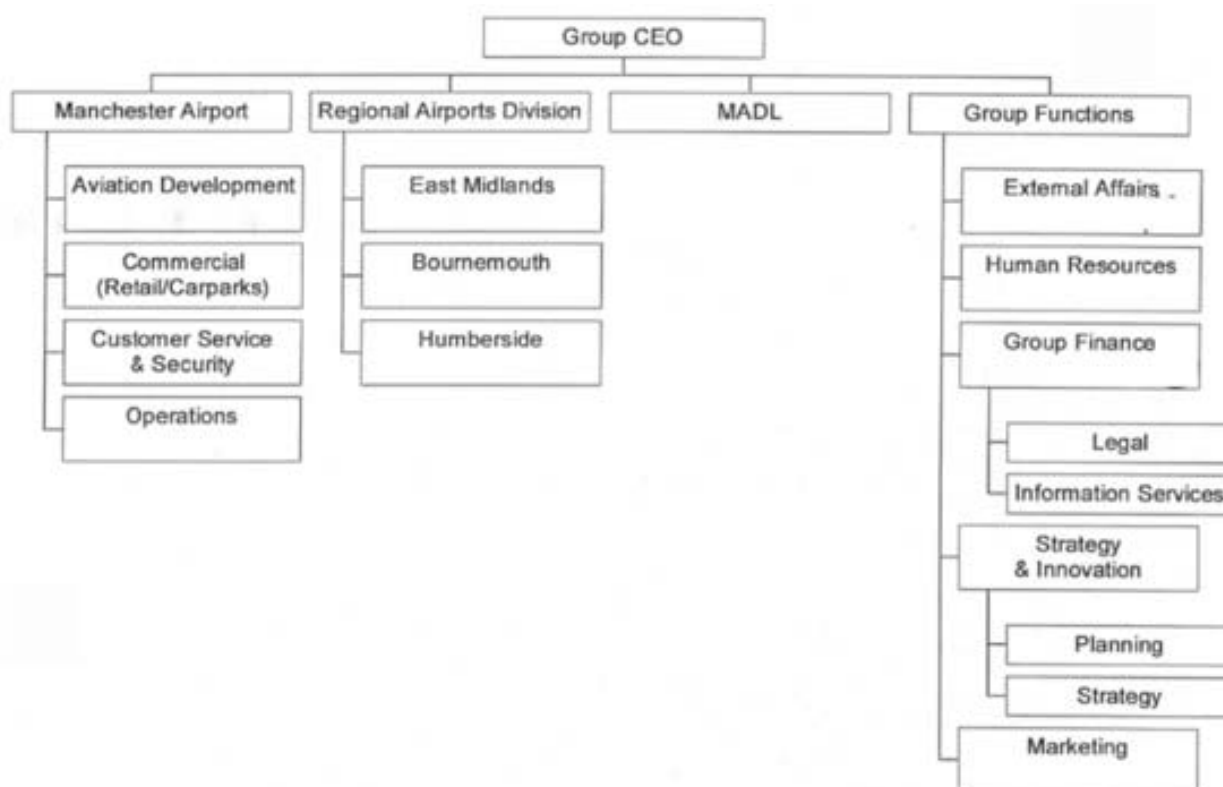 Group CEO
Manchester Airport
Regional Airports Division
MADL
Group Functions
Aviation Development
Commercial
(Retail/Carparks)
Customer Service
& Security
Operations
East Midlands
Bournemouth
Humberside
External Affairs
Human Resources
Group Finance
Legal
Information Services
Strategy
& Innovation
Planning
Strategy
Marketing